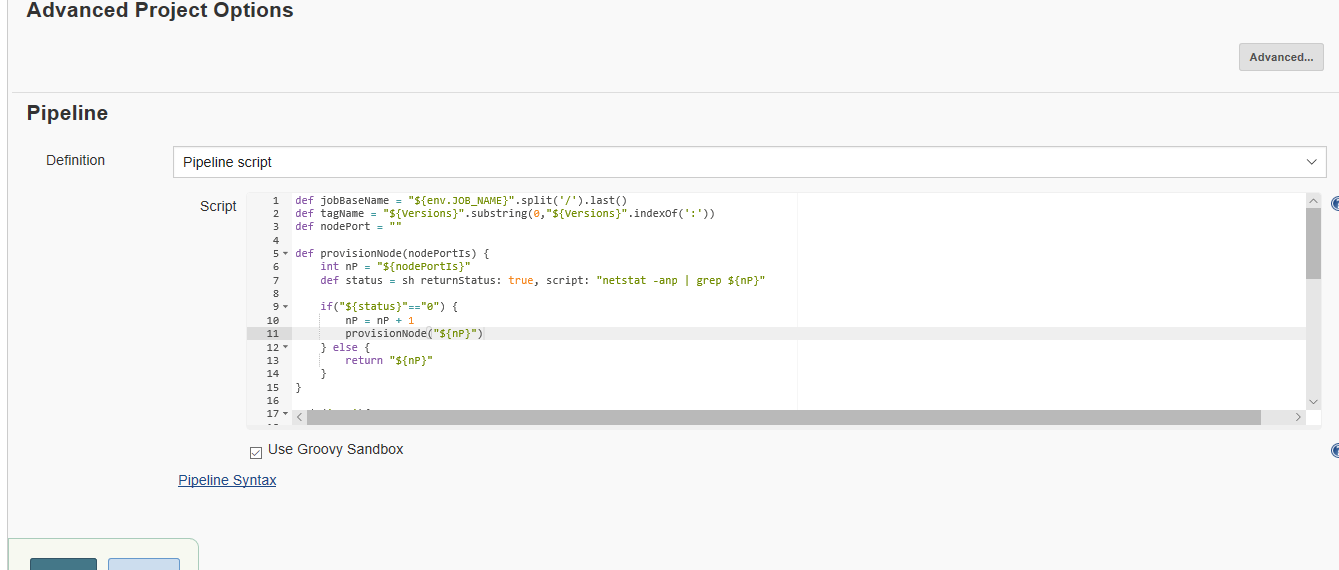 Advanced Project Options
Advanced...
Pipeline
Definition
Pipeline script
Script
1 def jobBaseName = "${env.JOB_NAME}".split('/').last()
2 def tagName = "${Versions}".substring(0,"${Versions}".indexOf(':'))
3 def nodePort = ""
4
5 def provisionNode(nodePortIs) {
6     int nP = "${nodePortIs}"
7     def status = sh returnStatus: true, script: "netstat -anp | grep ${nP}"
8
9     if("${status}"=="0") {
10         nP = nP + 1
11         provisionNode("${nP}")
12     } else {
13         return "${nP}"
14     }
15 }
16
17
Use Groovy Sandbox
Pipeline Syntax